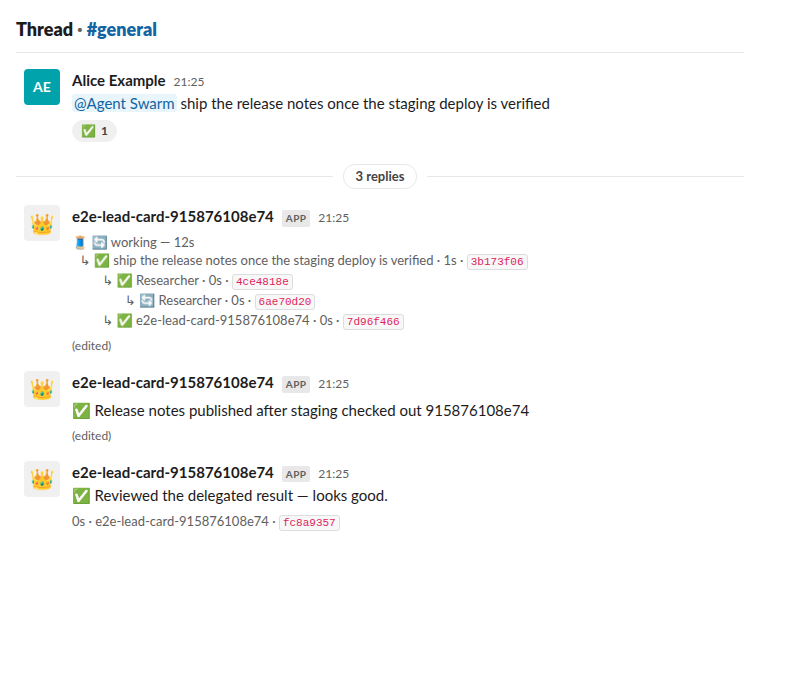 Thread • #general
AE
Alice Example 21:25
@Agent Swarm ship the release notes once the staging deploy is verified
✅ 1
3 replies
e2e-lead-card-915876108e74 APP 21:25
🧵 🔄 working — 12s
↳ ✅ ship the release notes once the staging deploy is verified · 1s · 3b173f06
↳ ✅ Researcher · 0s · 4ce4818e
↳ 🔄 Researcher · 0s · 6ae70d20
↳ ✅ e2e-lead-card-915876108e74 · 0s · 7d96f466
(edited)
e2e-lead-card-915876108e74 APP 21:25
✅ Release notes published after staging checked out 915876108e74
(edited)
e2e-lead-card-915876108e74 APP 21:25
✅ Reviewed the delegated result — looks good.
0s · e2e-lead-card-915876108e74 · fc8a9357